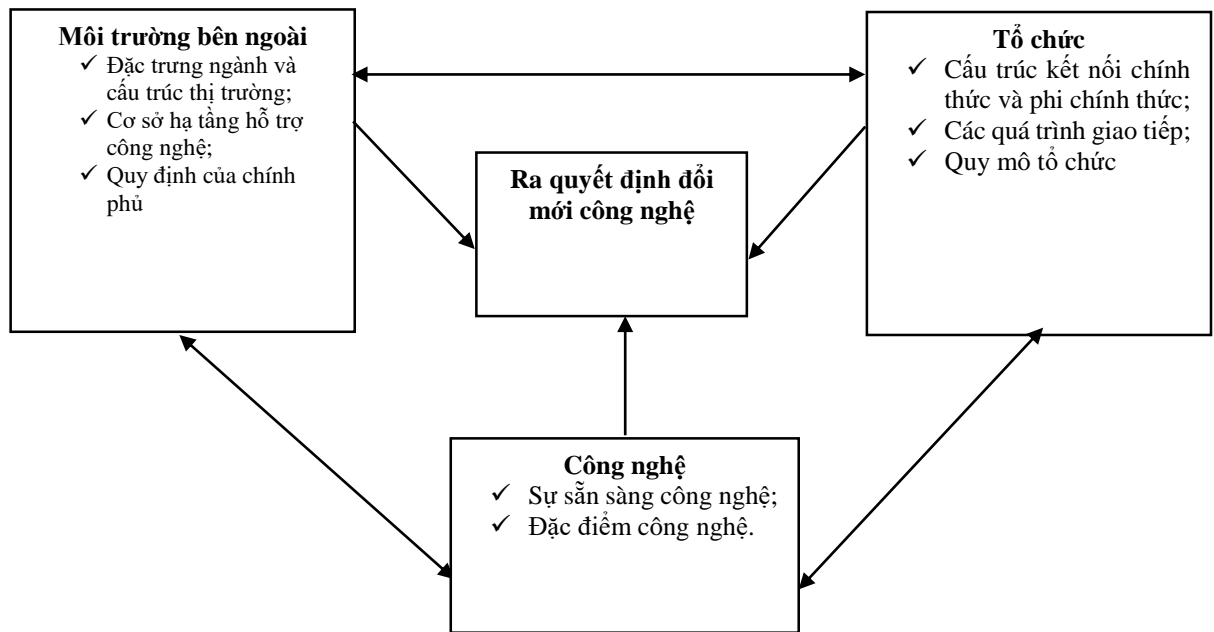 Môi trường bên ngoài
✓ Đặc trưng ngành và
cấu trúc thị trường;
✓ Cơ sở hạ tầng hỗ trợ
công nghệ;
✓ Quy định của chính
phủ
Tổ chức
✓ Cấu trúc kết nối chính
thức và phi chính thức;
✓ Các quá trình giao tiếp;
✓ Quy mô tổ chức
Ra quyết định đổi
mới công nghệ
Công nghệ
✓ Sự sẵn sàng công nghệ;
✓ Đặc điểm công nghệ.